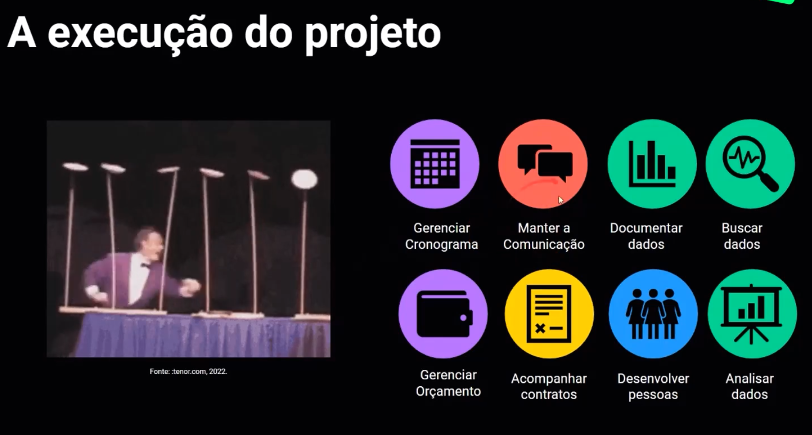 A execução do projeto
Gerenciar
Cronograma
Manter a
Comunicação
Documentar
dados
Buscar
dados
Gerenciar
Orçamento
Acompanhar
contratos
Desenvolver
pessoas
Analisar
dados
Fonte: :tenor.com, 2022.